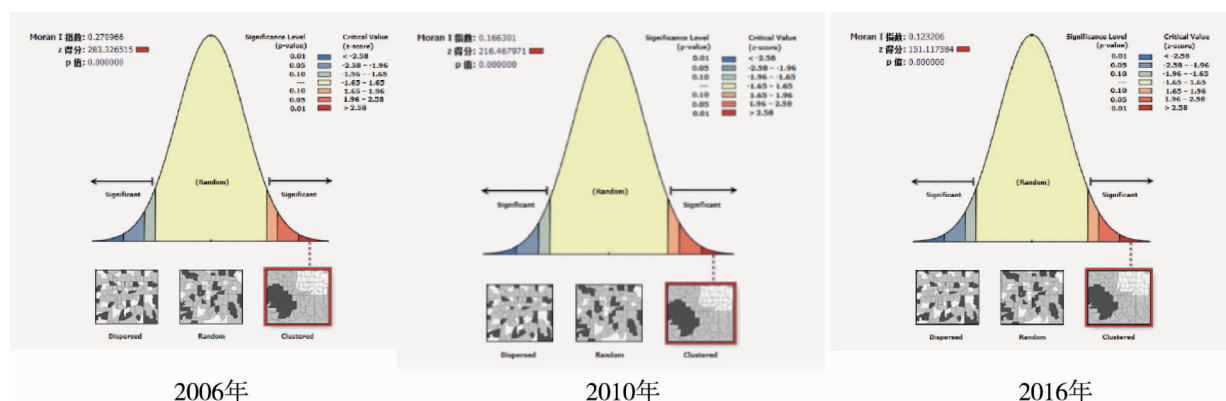 Moran I 指数: 0.270966
z 得分: 283.326515
p 值: 0.000000
Significance Level
(p-value)
Critical Value
(z-score)
0.01 < -2.58
0.05 -2.58 - -1.96
0.10 -1.96 - -1.65
--- -1.65 - 1.65
0.10 1.65 - 1.96
0.05 1.96 - 2.58
0.01 > 2.58
Significant
(Random)
Significant
Dispersed
Random
Clustered
2006年
Moran I 指数: 0.166301
z 得分: 216.467971
p 值: 0.000000
Significance Level
(p-value)
Critical Value
(z-score)
0.01 < -2.58
0.05 -2.58 - -1.96
0.10 -1.96 - -1.65
--- -1.65 - 1.65
0.10 1.65 - 1.96
0.05 1.96 - 2.58
0.01 > 2.58
Significant
(Random)
Significant
Dispersed
Random
Clustered
2010年
Moran I 指数: 0.123206
z 得分: 151.117584
p 值: 0.000000
Significance Level
(p-value)
Critical Value
(z-score)
0.01 < -2.58
0.05 -2.58 - -1.96
0.10 -1.96 - -1.65
--- -1.65 - 1.65
0.10 1.65 - 1.96
0.05 1.96 - 2.58
0.01 > 2.58
Significant
(Random)
Significant
Dispersed
Random
Clustered
2016年